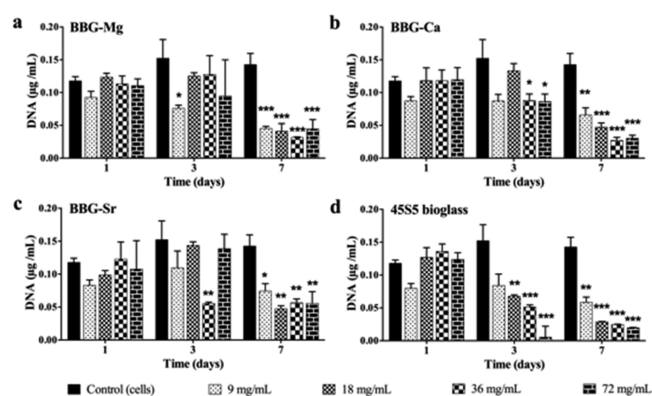 a BBG-Mg
DNA (µg /mL)
0.20
0.15
0.10
0.05
0.00
* *** *** *** ***
1 3 7
Time (days)
b BBG-Ca
DNA (µg /mL)
0.20
0.15
0.10
0.05
0.00
* * ** *** *** ***
1 3 7
Time (days)
c BBG-Sr
DNA (µg /mL)
0.20
0.15
0.10
0.05
0.00
** * ** ** **
1 3 7
Time (days)
d 45S5 bioglass
DNA (µg /mL)
0.20
0.15
0.10
0.05
0.00
** *** *** ** *** *** ***
1 3 7
Time (days)
Control (cells) 9 mg/mL 18 mg/mL 36 mg/mL 72 mg/mL